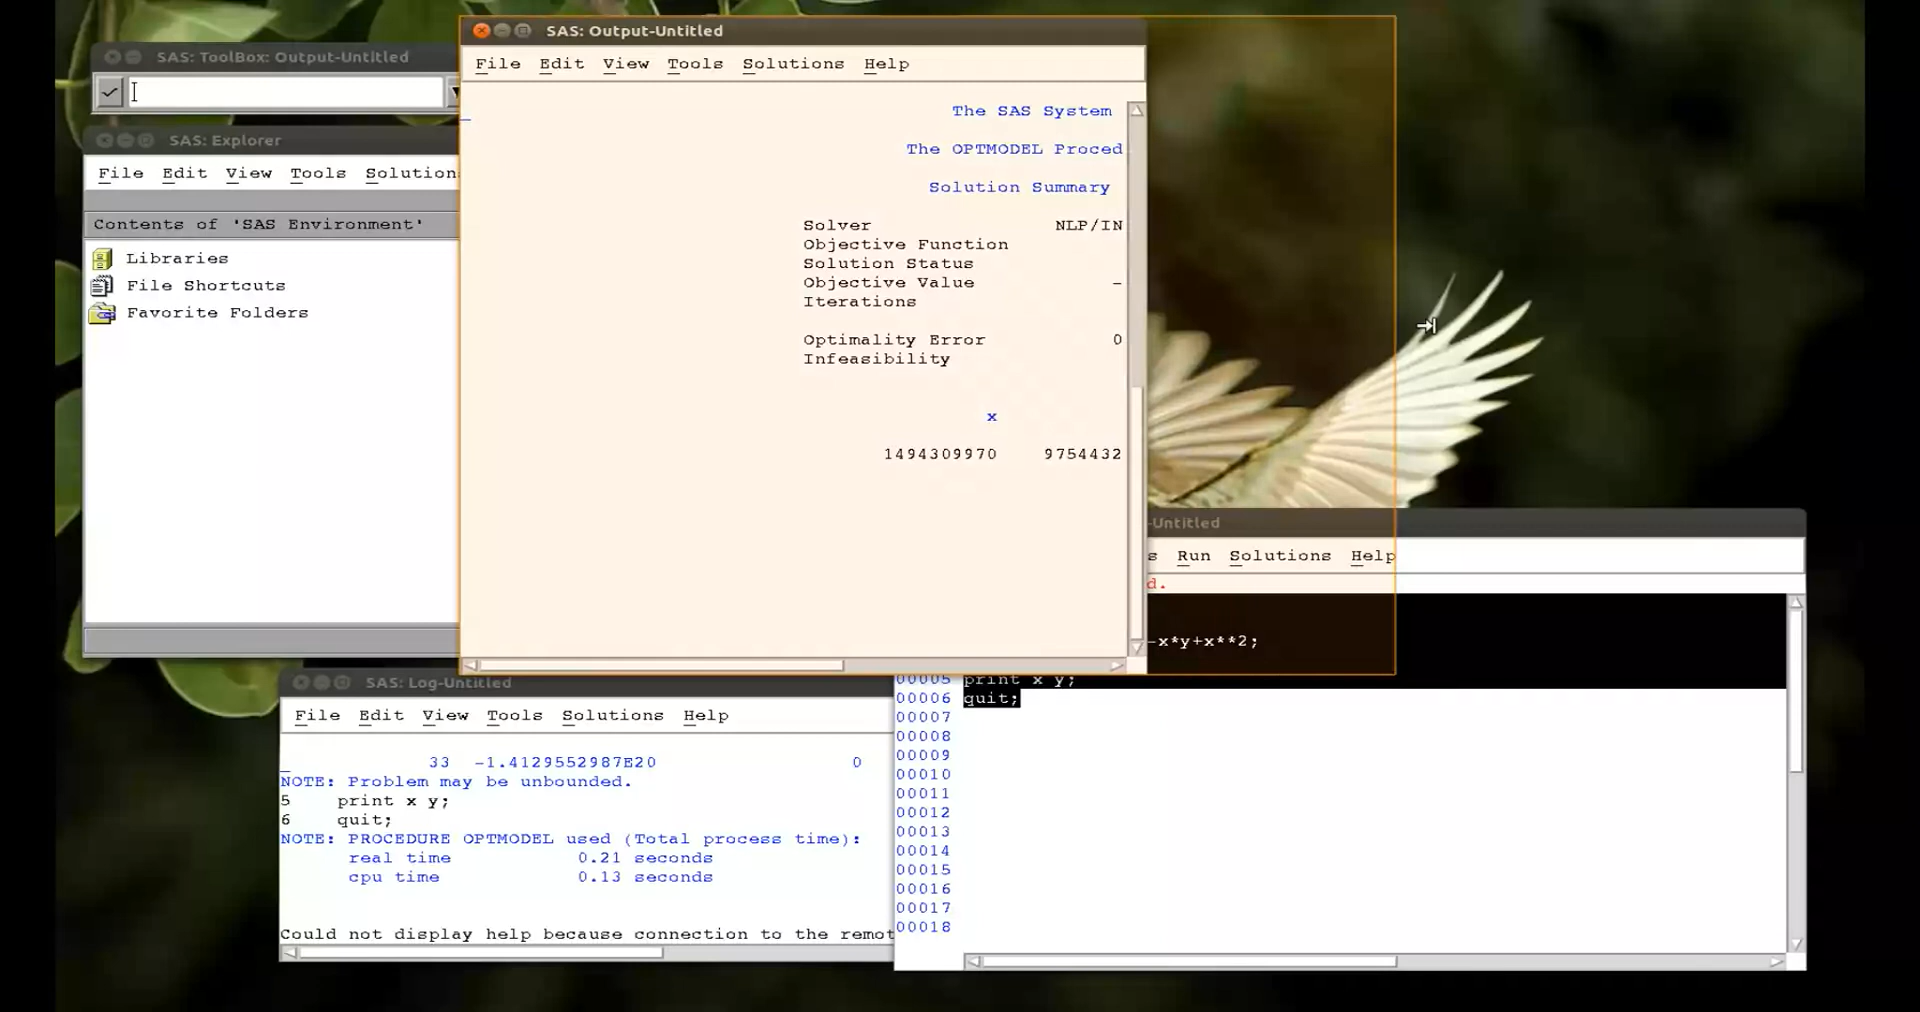 SAS: ToolBox: Output-Untitled
SAS: Explorer
File Edit View Tools Solution
Contents of 'SAS Environment'
Libraries
File Shortcuts
Favorite Folders
SAS: Output-Untitled
File Edit View Tools Solutions Help
The SAS System
The OPTMODEL Proced
Solution Summary
Solver NLP/IN
Objective Function
Solution Status
Objective Value -
Iterations
Optimality Error 0
Infeasibility
x
1494309970 9754432
SAS: Log-Untitled
File Edit View Tools Solutions Help
33 -1.4129552987E20 0
NOTE: Problem may be unbounded.
5 print x y;
6 quit;
NOTE: PROCEDURE OPTMODEL used (Total process time):
real time 0.21 seconds
cpu time 0.13 seconds
Could not display help because connection to the remot
-Untitled
s Run Solutions Help
d.
-x*y+x**2;
00005 print x y;
00006 quit;
00007
00008
00009
00010
00011
00012
00013
00014
00015
00016
00017
00018